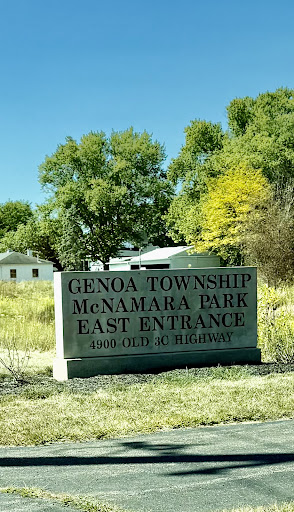 GENOA TOWNSHIP
McNAMARA PARK
EAST ENTRANCE
4900 OLD 3C HIGHWAY